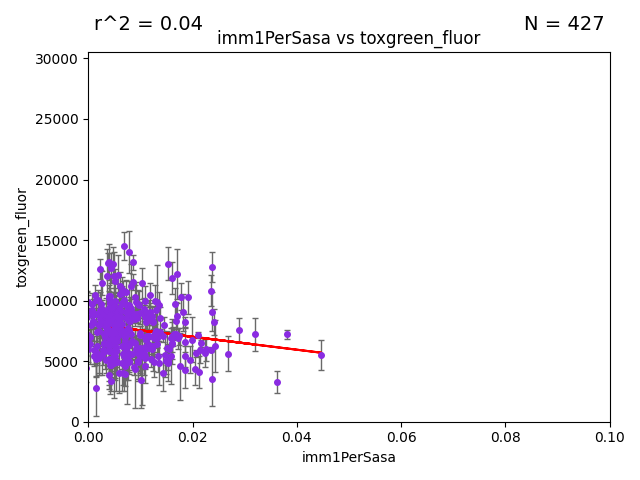 r^2 = 0.04
N = 427
imm1PerSasa vs toxgreen_fluor
30000
25000
20000
15000
10000
5000
0
toxgreen_fluor
0.00
0.02
0.04
0.06
0.08
0.10
imm1PerSasa